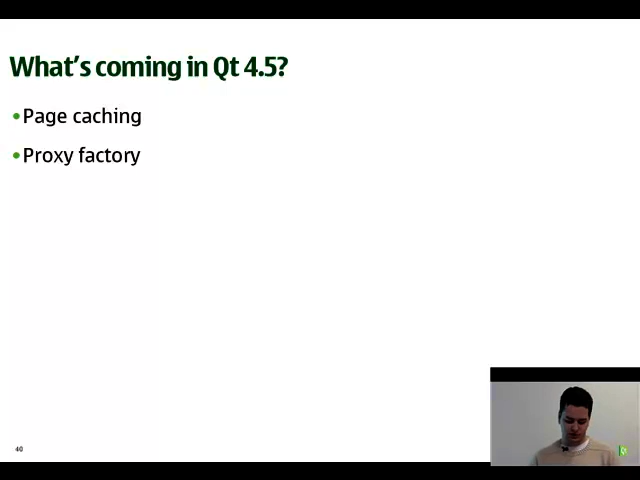 What's coming in Qt 4.5?
•Page caching
•Proxy factory
40